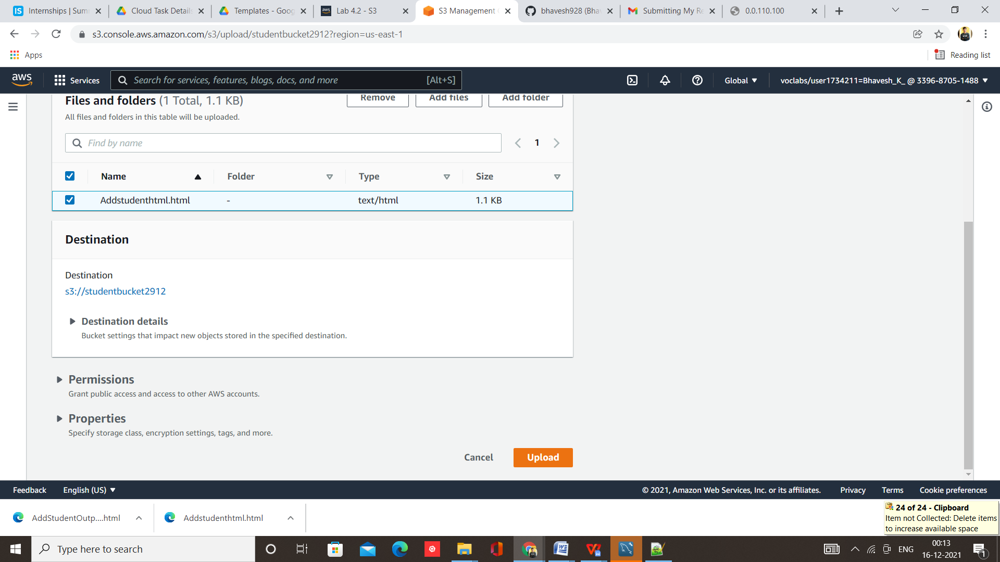 Internships | Sum
Cloud Task Details
Templates - Goog
aws
Lab 4.2 - S3
S3 Management
bhavesh928 (Bha
Submitting My Re
0.0.110.100
s3.console.aws.amazon.com/s3/upload/studentbucket2912?region=us-east-1
Apps
Reading list
aws
Services
Search for services, features, blogs, docs, and more
[Alt+S]
Global
voclabs/user1734211=Bhavesh_K_ @ 3396-8705-1488
Files and folders (1 Total, 1.1 KB)
Remove
Add files
Add folder
All files and folders in this table will be uploaded.
Find by name
1
Name
Folder
Type
Size
Addstudenthtml.html
-
text/html
1.1 KB
Destination
Destination
s3://studentbucket2912
Destination details
Bucket settings that impact new objects stored in the specified destination.
Permissions
Grant public access and access to other AWS accounts.
Properties
Specify storage class, encryption settings, tags, and more.
Cancel
Upload
Feedback
English (US)
© 2021, Amazon Web Services, Inc. or its affiliates.
Privacy
Terms
Cookie preferences
AddStudentOutp....html
Addstudenthtml.html
24 of 24 - Clipboard
Item not Collected: Delete items
to increase available space
Type here to search
ENG
00:13
16-12-2021
1